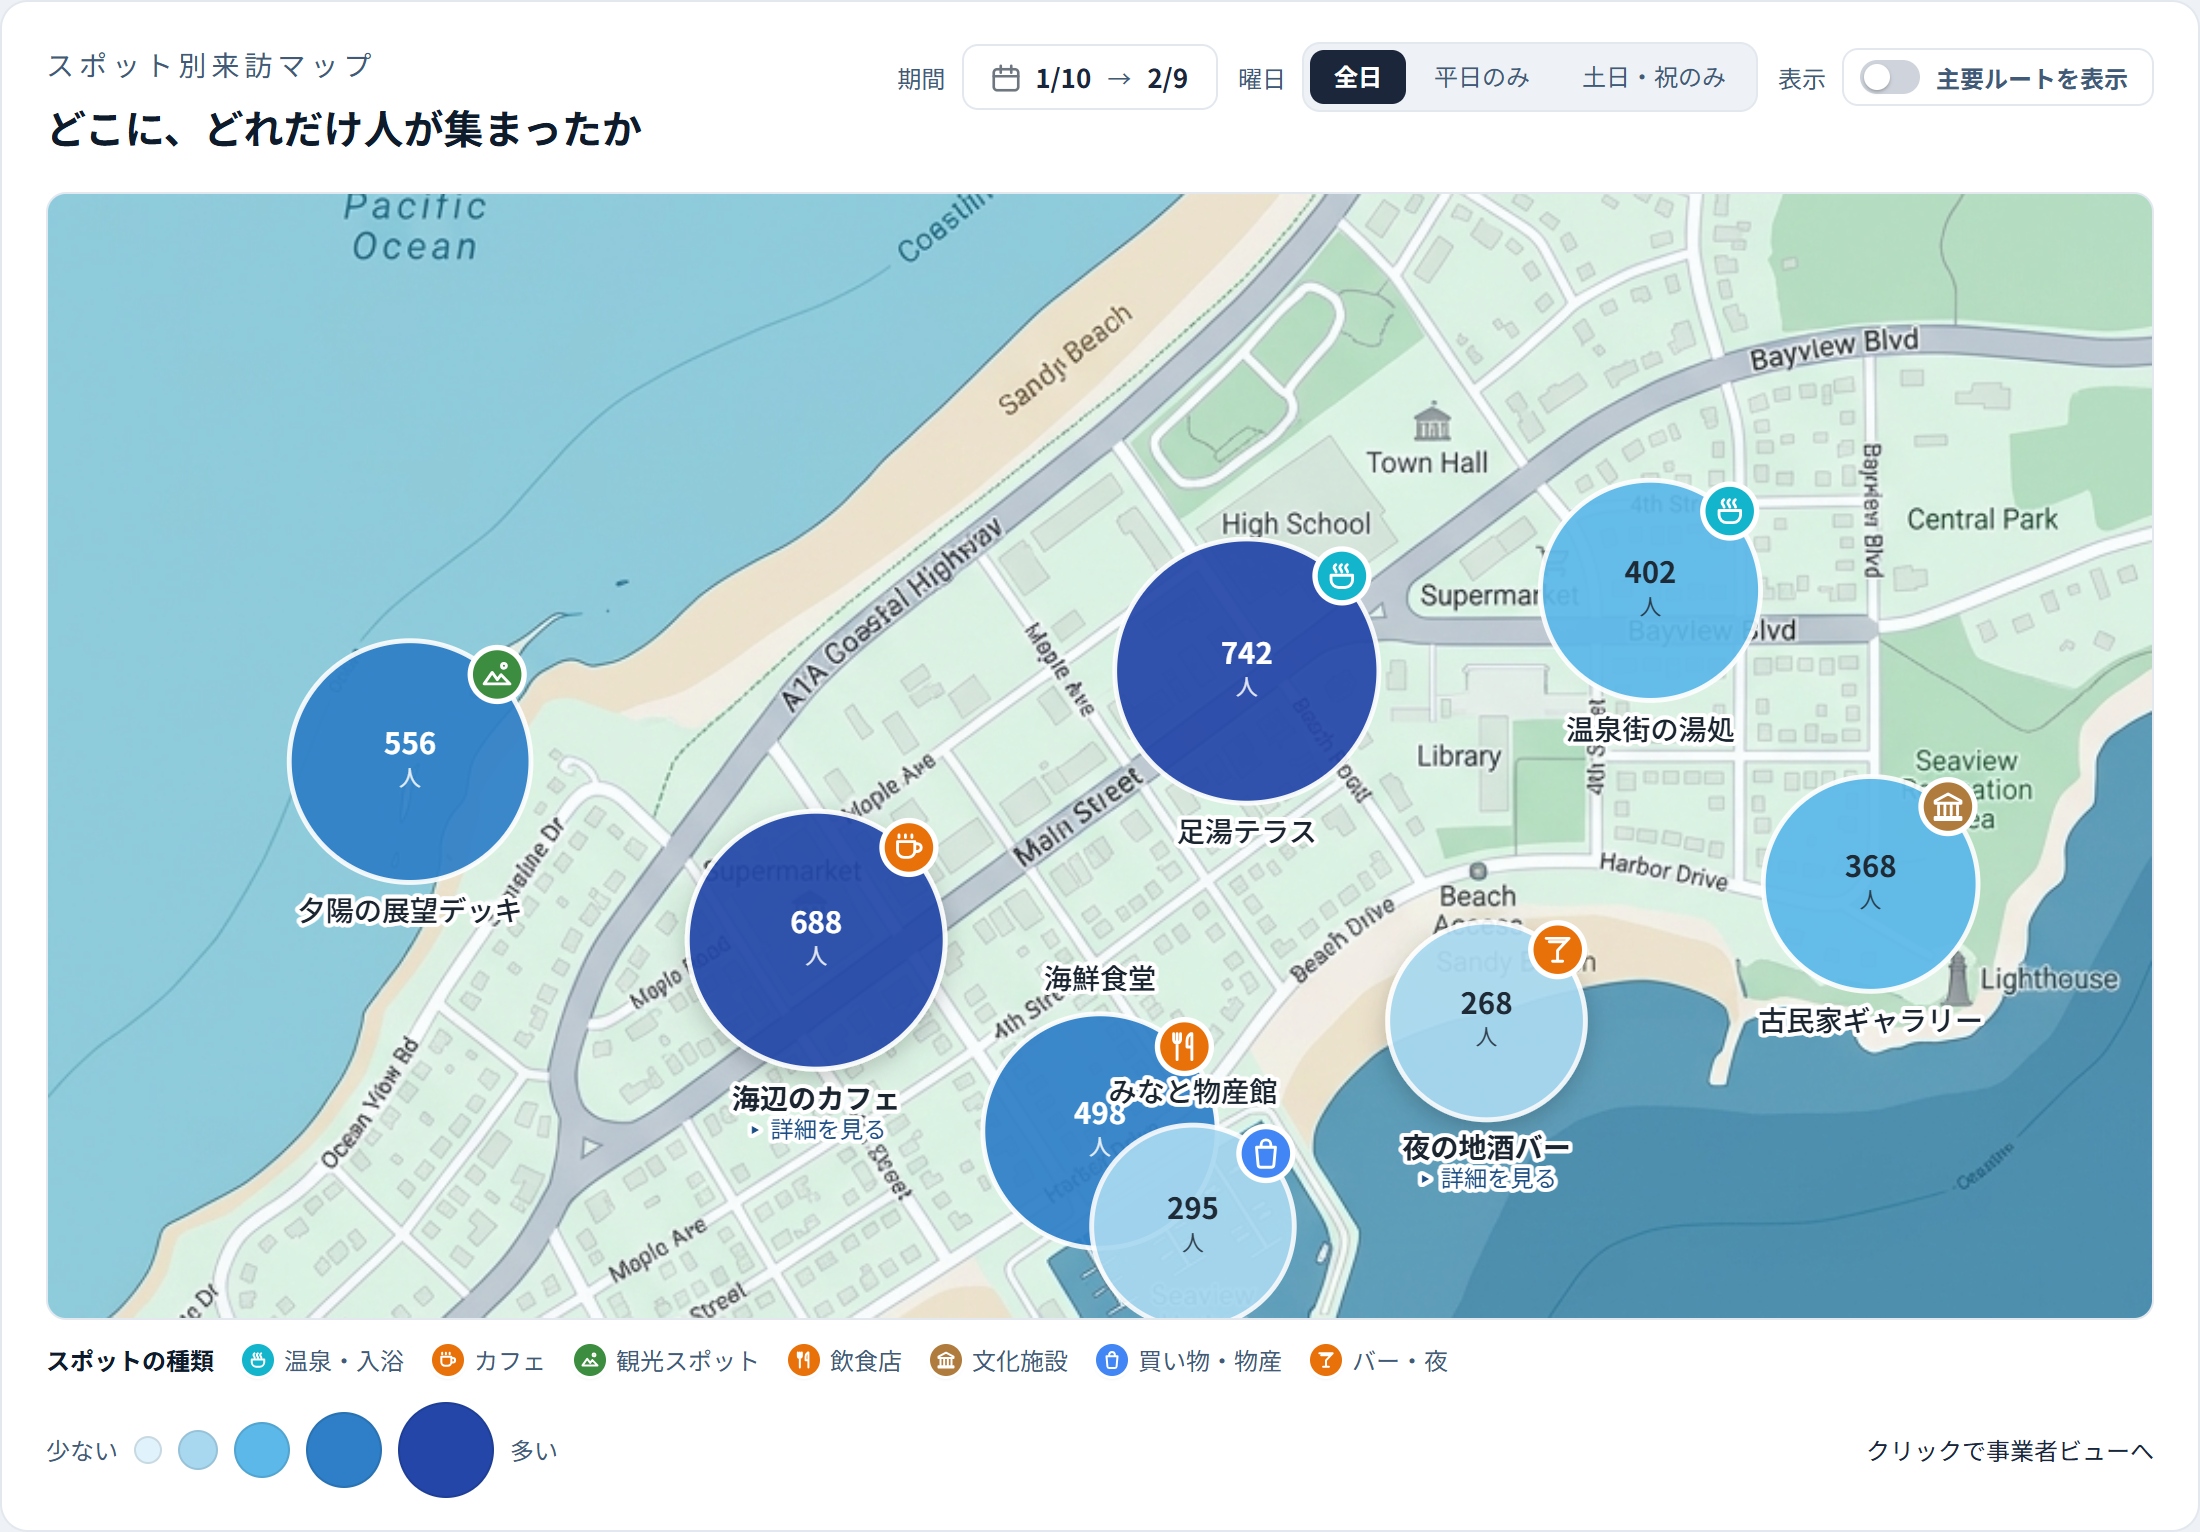 スポット別来訪マップ
どこに、どれだけ人が集まったか
期間
1/10 → 2/9
曜日
全日
平日のみ
土日・祝のみ
表示
主要ルートを表示
Pacific
Ocean
Sandy Beach
Bayview Blvd
Town Hall
High School
Central Park
A1A Coastal Highway
Supermarket
402
人
Bayview Blvd
温泉街の湯処
742
人
足湯テラス
Maple Ave
Library
Seaview
556
人
夕陽の展望デッキ
Main Street
Supermarket
688
人
海辺のカフェ
▸ 詳細を見る
Harbor Drive
Beach
Access
Beach Drive
368
人
古民家ギャラリー
Lighthouse
268
人
夜の地酒バー
▸ 詳細を見る
海鮮食堂
498
人
みなと物産館
295
人
Seaview
Ocean View Rd
Street
スポットの種類
温泉・入浴
カフェ
観光スポット
飲食店
文化施設
買い物・物産
バー・夜
少ない
多い
クリックで事業者ビューへ